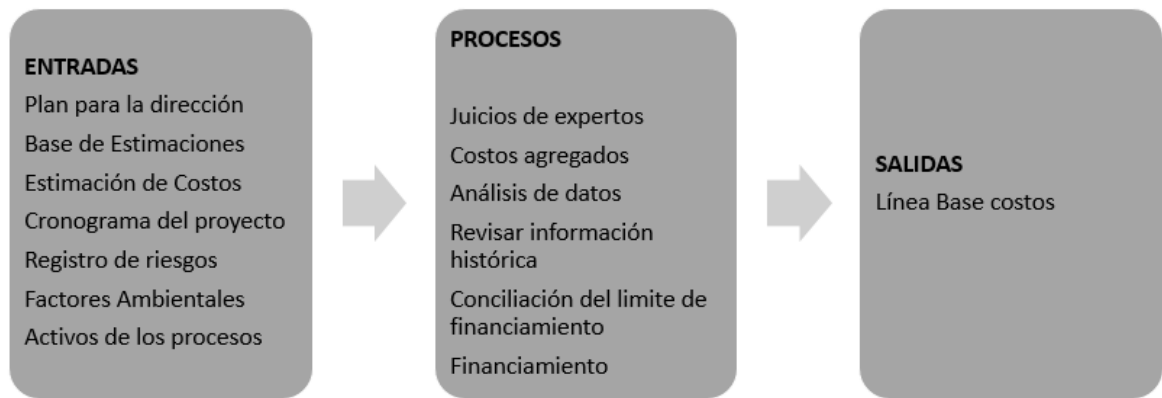 ENTRADAS
Plan para la dirección
Base de Estimaciones
Estimación de Costos
Cronograma del proyecto
Registro de riesgos
Factores Ambientales
Activos de los procesos
PROCESOS
Juicios de expertos
Costos agregados
Análisis de datos
Revisar información
histórica
Conciliación del limite de
financiamiento
Financiamiento
SALIDAS
Línea Base costos